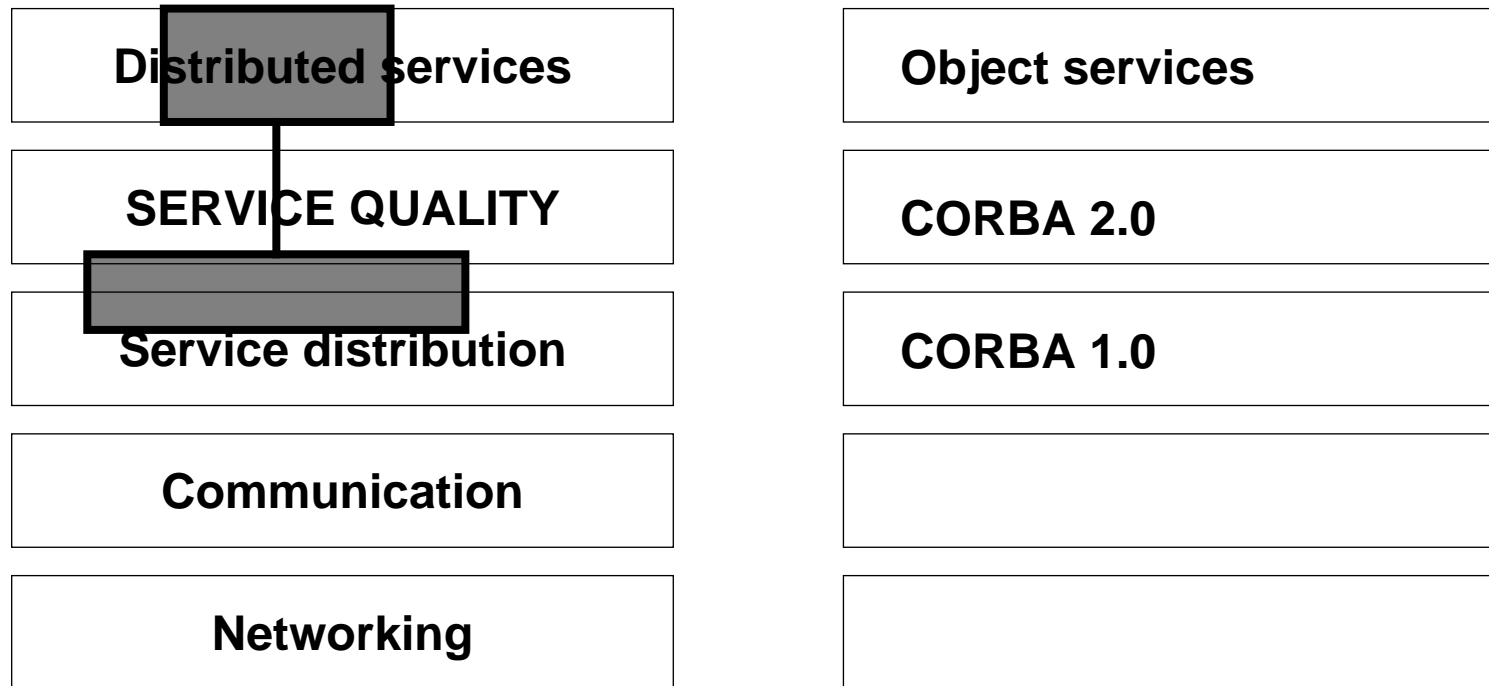 Distributed services
Object services
SERVICE QUALITY
CORBA 2.0
Service distribution
CORBA 1.0
Communication
Networking